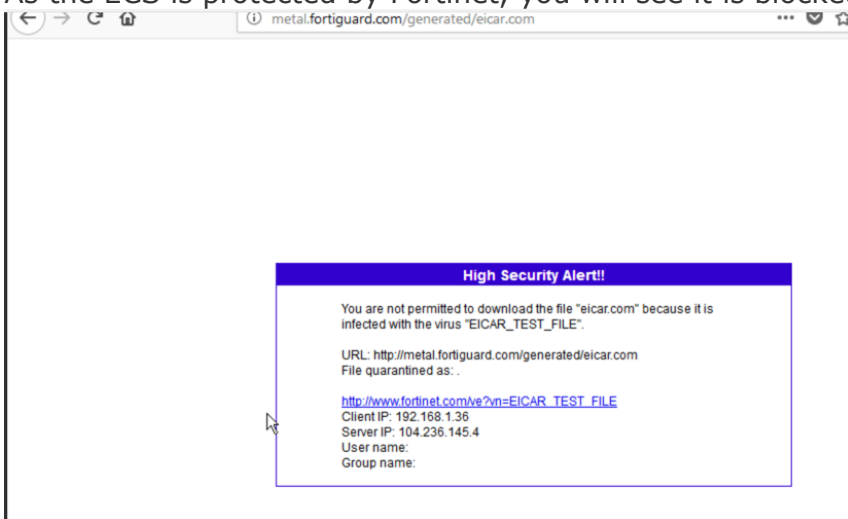 As the ECS is protected by Fortinet, you will see it is blocked
metal.fortiguard.com/generated/eicar.com
High Security Alert!!
You are not permitted to download the file "eicar.com" because it is
infected with the virus "EICAR_TEST_FILE".
URL: http://metal.fortiguard.com/generated/eicar.com
File quarantined as: .
http://www.fortinet.com/ve?vn=EICAR_TEST_FILE
Client IP: 192.168.1.36
Server IP: 104.236.145.4
User name:
Group name: